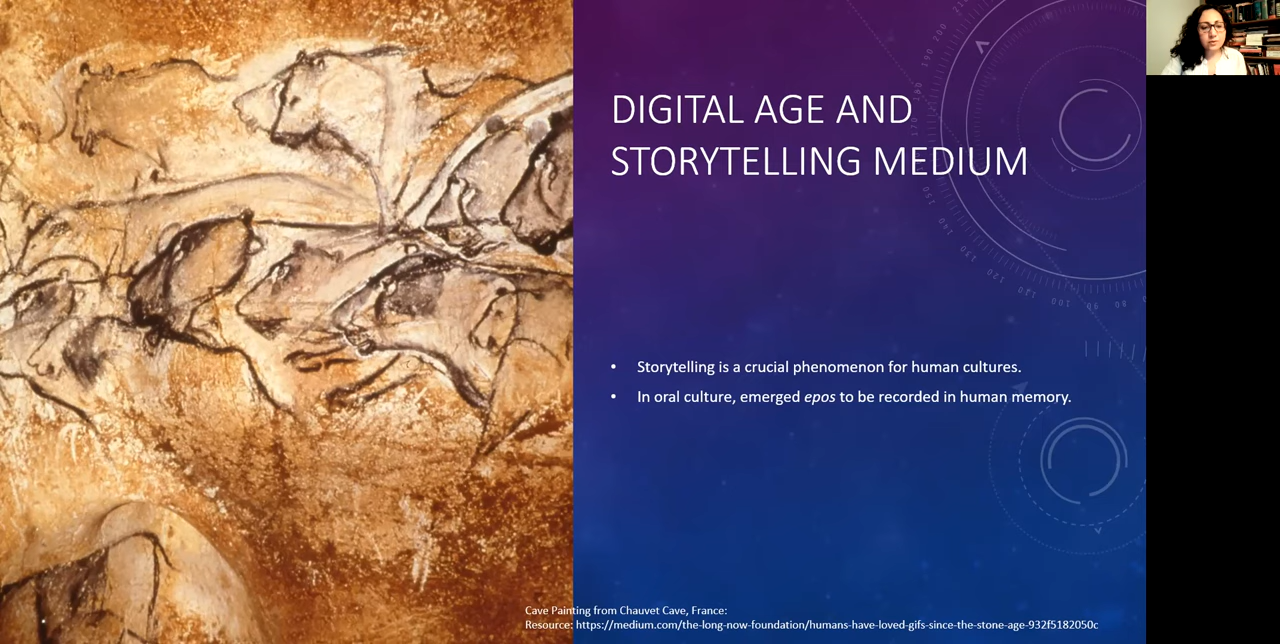 DIGITAL AGE AND
STORYTELLING MEDIUM
• Storytelling is a crucial phenomenon for human cultures.
• In oral culture, emerged epos to be recorded in human memory.
Cave Painting from Chauvet Cave, France:
Resource: https://medium.com/the-long-now-foundation/humans-have-loved-gifs-since-the-stone-age-932f5182050c